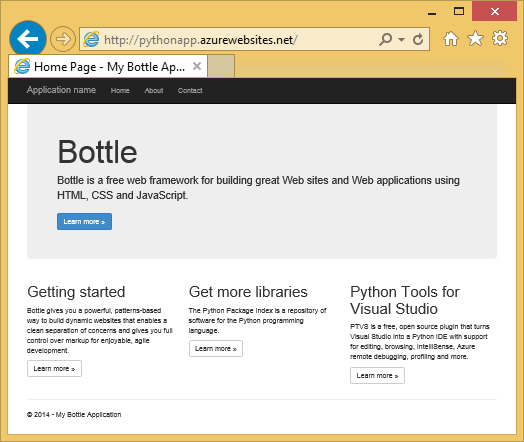 http://pythonapp.azurewebsites.net/
Home Page - My Bottle Ap...
Application name Home About Contact
Bottle
Bottle is a free web framework for building great Web sites and Web applications using
HTML, CSS and JavaScript.
Learn more »
Getting started
Bottle gives you a powerful, patterns-based
way to build dynamic websites that enables a
clean separation of concerns and gives you full
control over markup for enjoyable, agile
development.
Learn more »
Get more libraries
The Python Package Index is a repository of
software for the Python programming
language.
Learn more »
Python Tools for
Visual Studio
PTVS is a free, open source plugin that turns
Visual Studio into a Python IDE with support
for editing, browsing, IntelliSense, Azure
remote debugging, profiling and more.
Learn more »
© 2014 - My Bottle Application